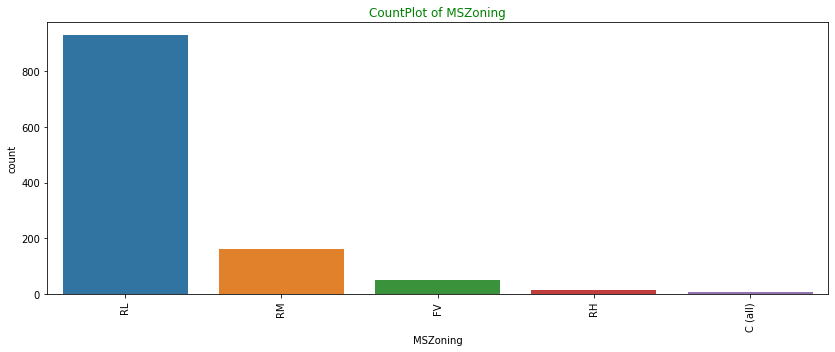 CountPlot of MSZoning
count
800
600
400
200
0
RL
RM
FV
RH
C (all)
MSZoning